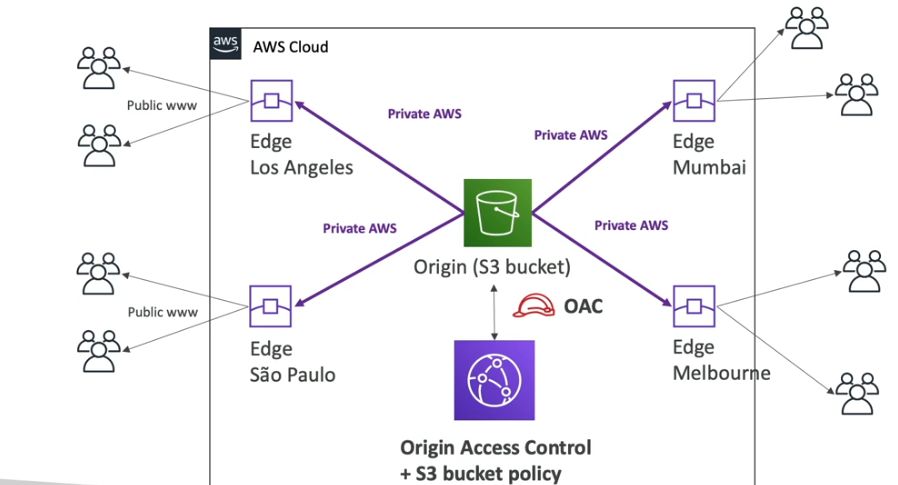 aws
AWS Cloud
Public www
Private AWS
Private AWS
Edge
Los Angeles
Edge
Mumbai
Private AWS
Private AWS
Origin (S3 bucket)
Public www
OAC
Edge
São Paulo
Edge
Melbourne
Origin Access Control
+ S3 bucket policy